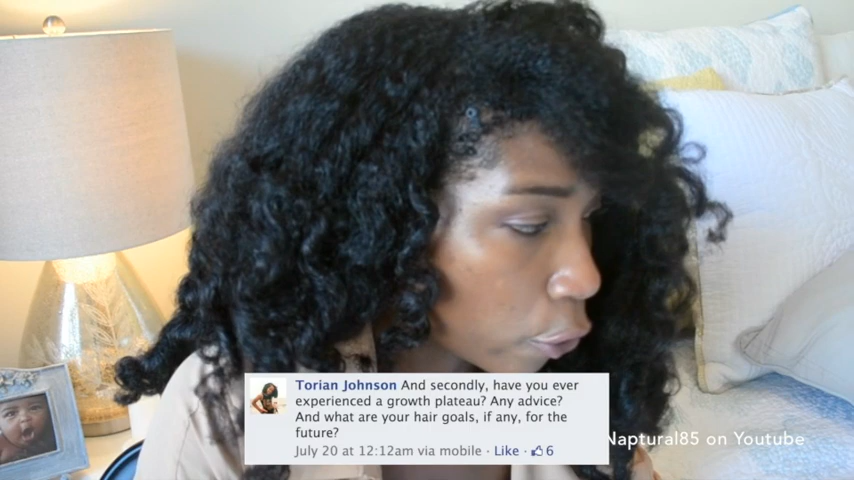 Torian Johnson And secondly, have you ever
experienced a growth plateau? Any advice?
And what are your hair goals, if any, for the
future?
July 20 at 12:12am via mobile · Like · 6
Naptural85 on Youtube